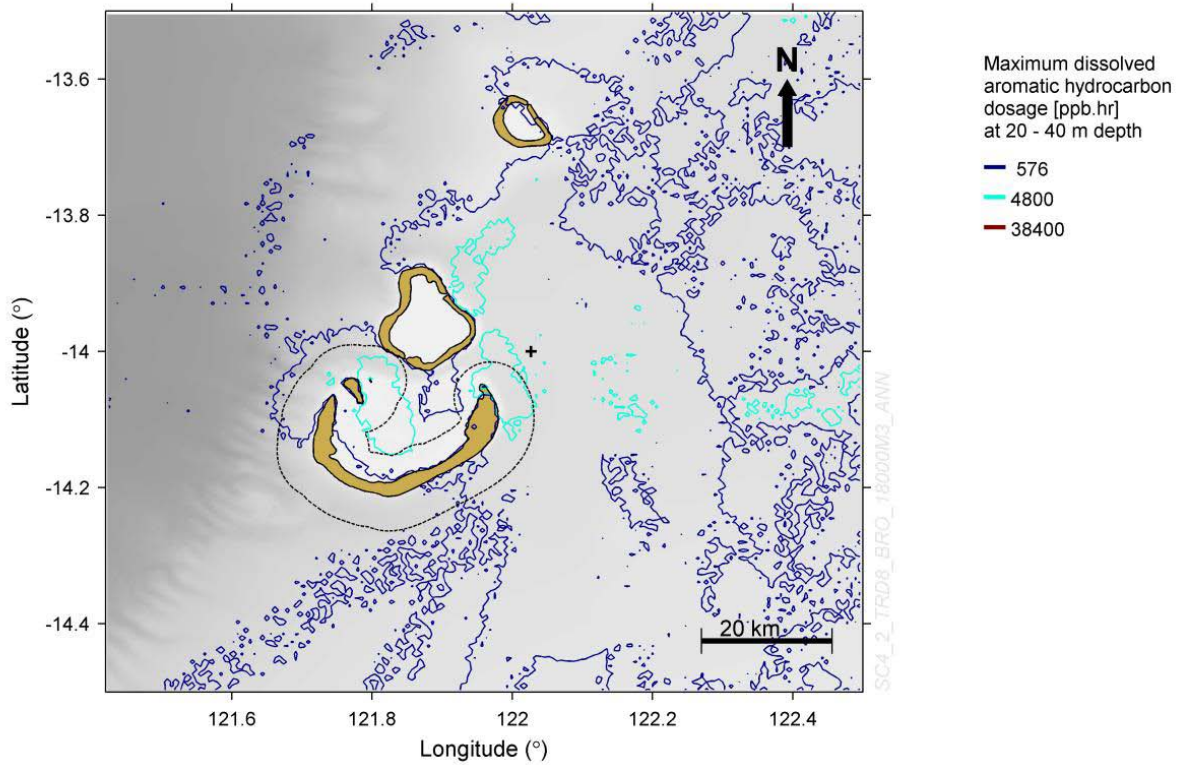 -13.6
-13.8
-14
-14.2
-14.4
Latitude (°)
121.6
121.8
122
122.2
122.4
Longitude (°)
N
20 km
SC4_2_TRD8_BRO_18000M3_ANN
Maximum dissolved
aromatic hydrocarbon
dosage [ppb.hr]
at 20 - 40 m depth
576
4800
38400